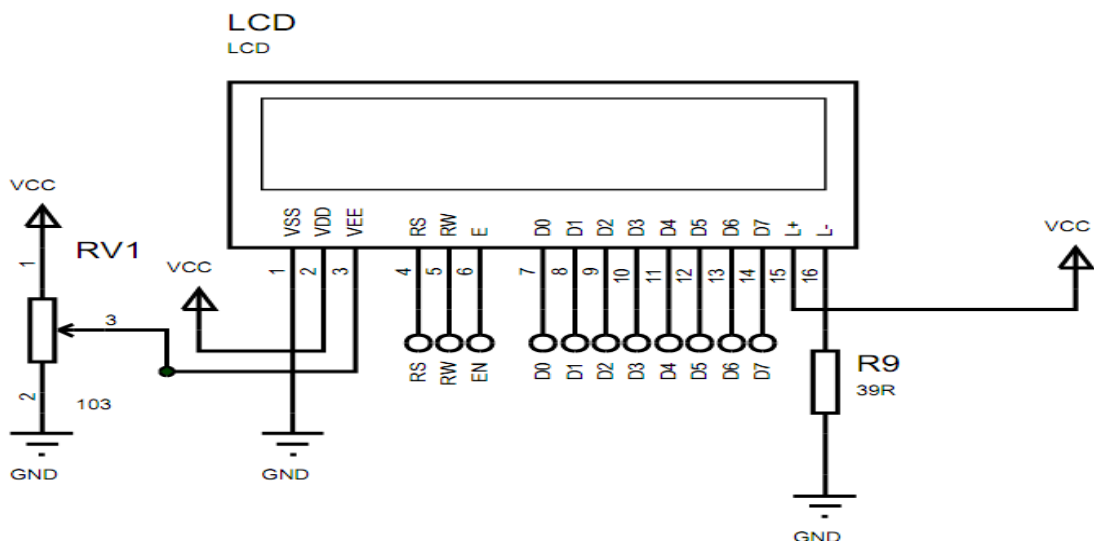 LCD
LCD
VCC
1
RV1
3
2
103
GND
VCC
VSS VDD VEE RS RW E D0 D1 D2 D3 D4 D5 D6 D7 L+ L-
1 2 3 4 5 6 7 8 9 10 11 12 13 14 15 16
RS RW EN D0 D1 D2 D3 D4 D5 D6 D7
GND
VCC
R9
39R
GND